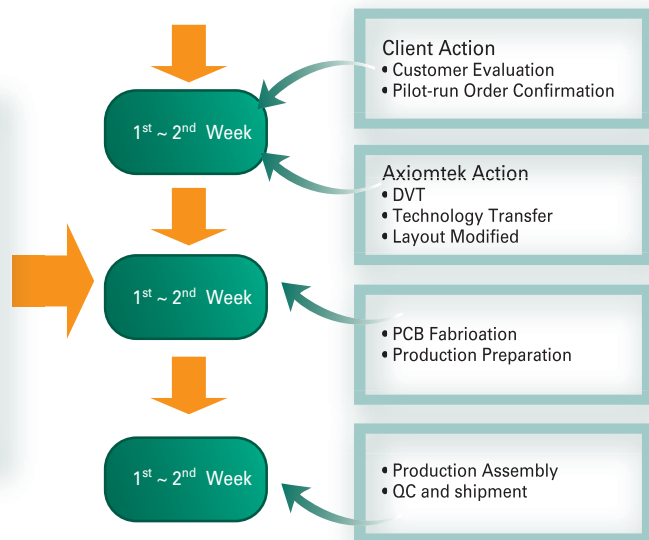 Client Action
• Customer Evaluation
• Pilot-run Order Confirmation
1st ~ 2nd Week
Axiomtek Action
• DVT
• Technology Transfer
• Layout Modified
1st ~ 2nd Week
• PCB Fabrioation
• Production Preparation
1st ~ 2nd Week
• Production Assembly
• QC and shipment